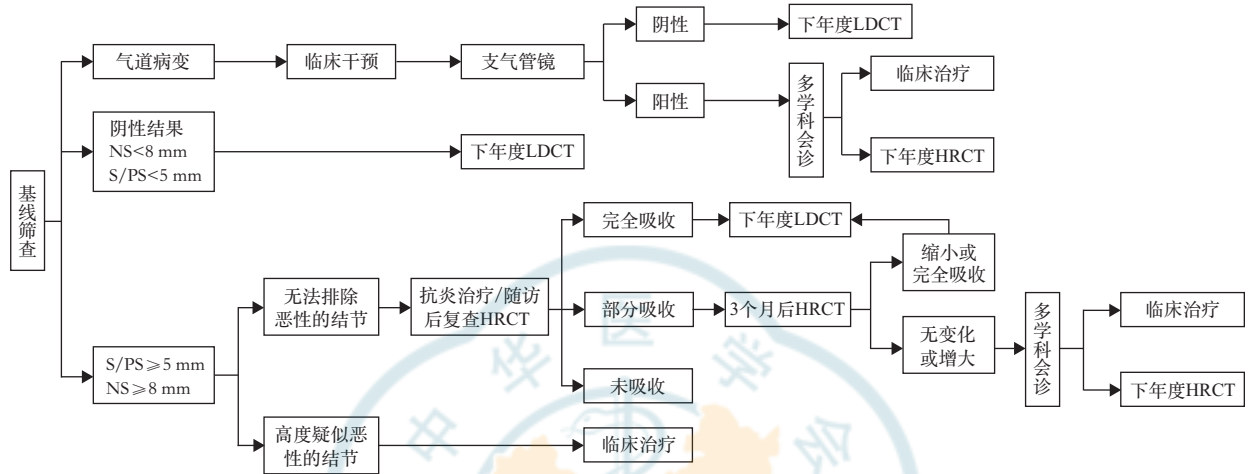 基线筛查
气道病变
临床干预
支气管镜
阴性
下年度LDCT
阳性
多学科会诊
临床治疗
下年度HRCT
阴性结果
NS<8 mm
S/PS<5 mm
下年度LDCT
S/PS≥5 mm
NS≥8 mm
无法排除
恶性的结节
抗炎治疗/随访
后复查HRCT
完全吸收
下年度LDCT
部分吸收
3个月后HRCT
缩小或
完全吸收
无变化
或增大
多学科会诊
临床治疗
下年度HRCT
未吸收
高度疑似恶
性的结节
临床治疗
中华医学会